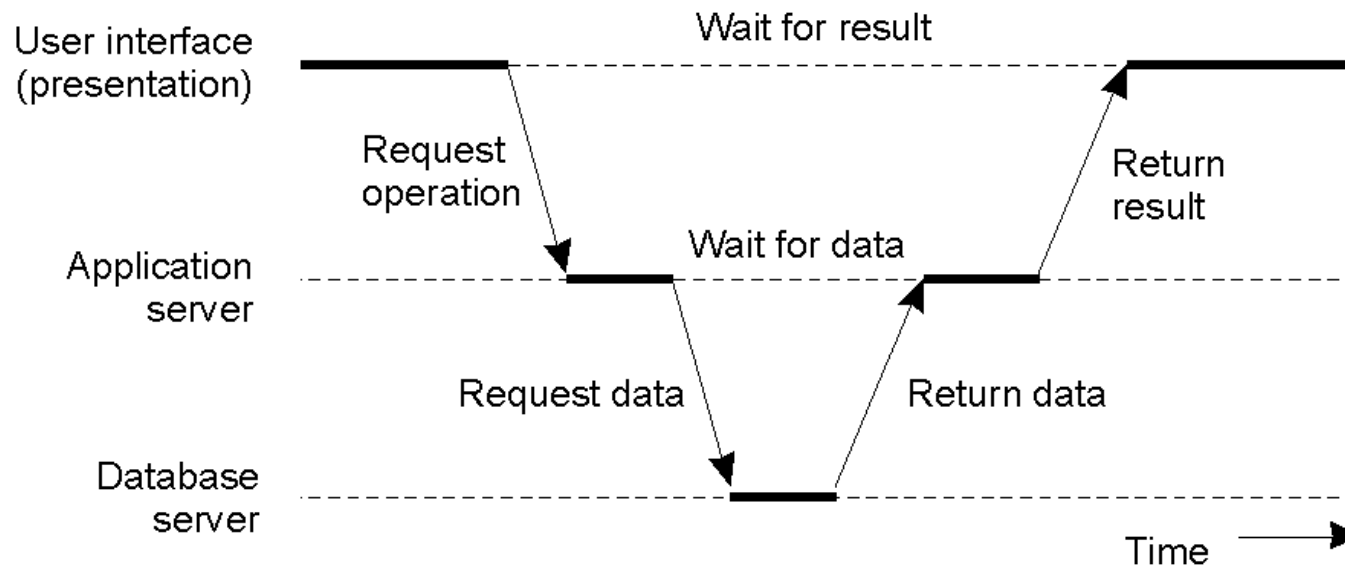 User interface
(presentation)
Wait for result
Request
operation
Return
result
Application
server
Wait for data
Request data
Return data
Database
server
Time